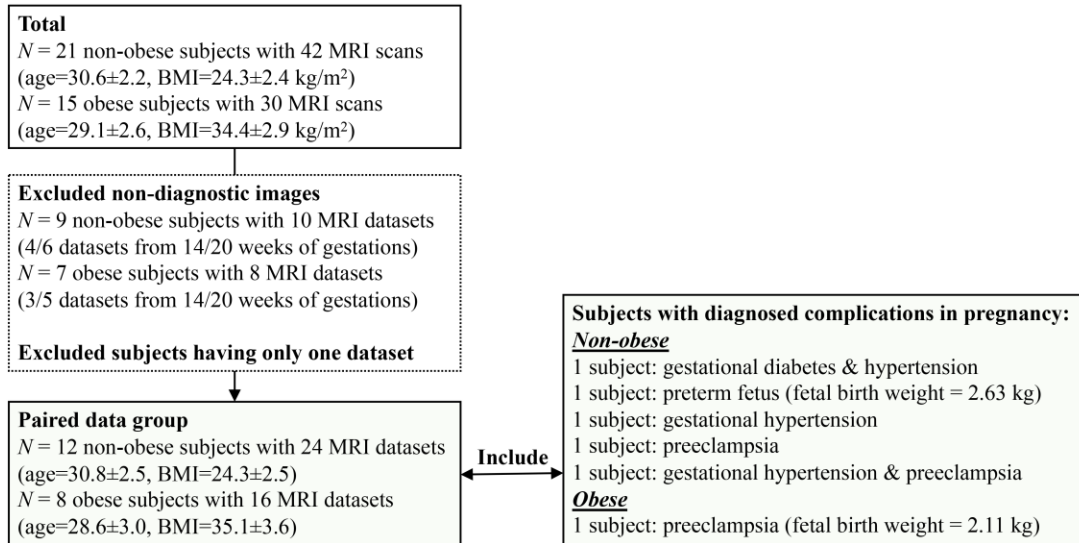 Total
N = 21 non-obese subjects with 42 MRI scans
(age=30.6±2.2, BMI=24.3±2.4 kg/m²)
N = 15 obese subjects with 30 MRI scans
(age=29.1±2.6, BMI=34.4±2.9 kg/m²)
Excluded non-diagnostic images
N = 9 non-obese subjects with 10 MRI datasets
(4/6 datasets from 14/20 weeks of gestations)
N = 7 obese subjects with 8 MRI datasets
(3/5 datasets from 14/20 weeks of gestations)
Excluded subjects having only one dataset
Paired data group
N = 12 non-obese subjects with 24 MRI datasets
(age=30.8±2.5, BMI=24.3±2.5)
N = 8 obese subjects with 16 MRI datasets
(age=28.6±3.0, BMI=35.1±3.6)
Include
Subjects with diagnosed complications in pregnancy:
Non-obese
1 subject: gestational diabetes & hypertension
1 subject: preterm fetus (fetal birth weight = 2.63 kg)
1 subject: gestational hypertension
1 subject: preeclampsia
1 subject: gestational hypertension & preeclampsia
Obese
1 subject: preeclampsia (fetal birth weight = 2.11 kg)